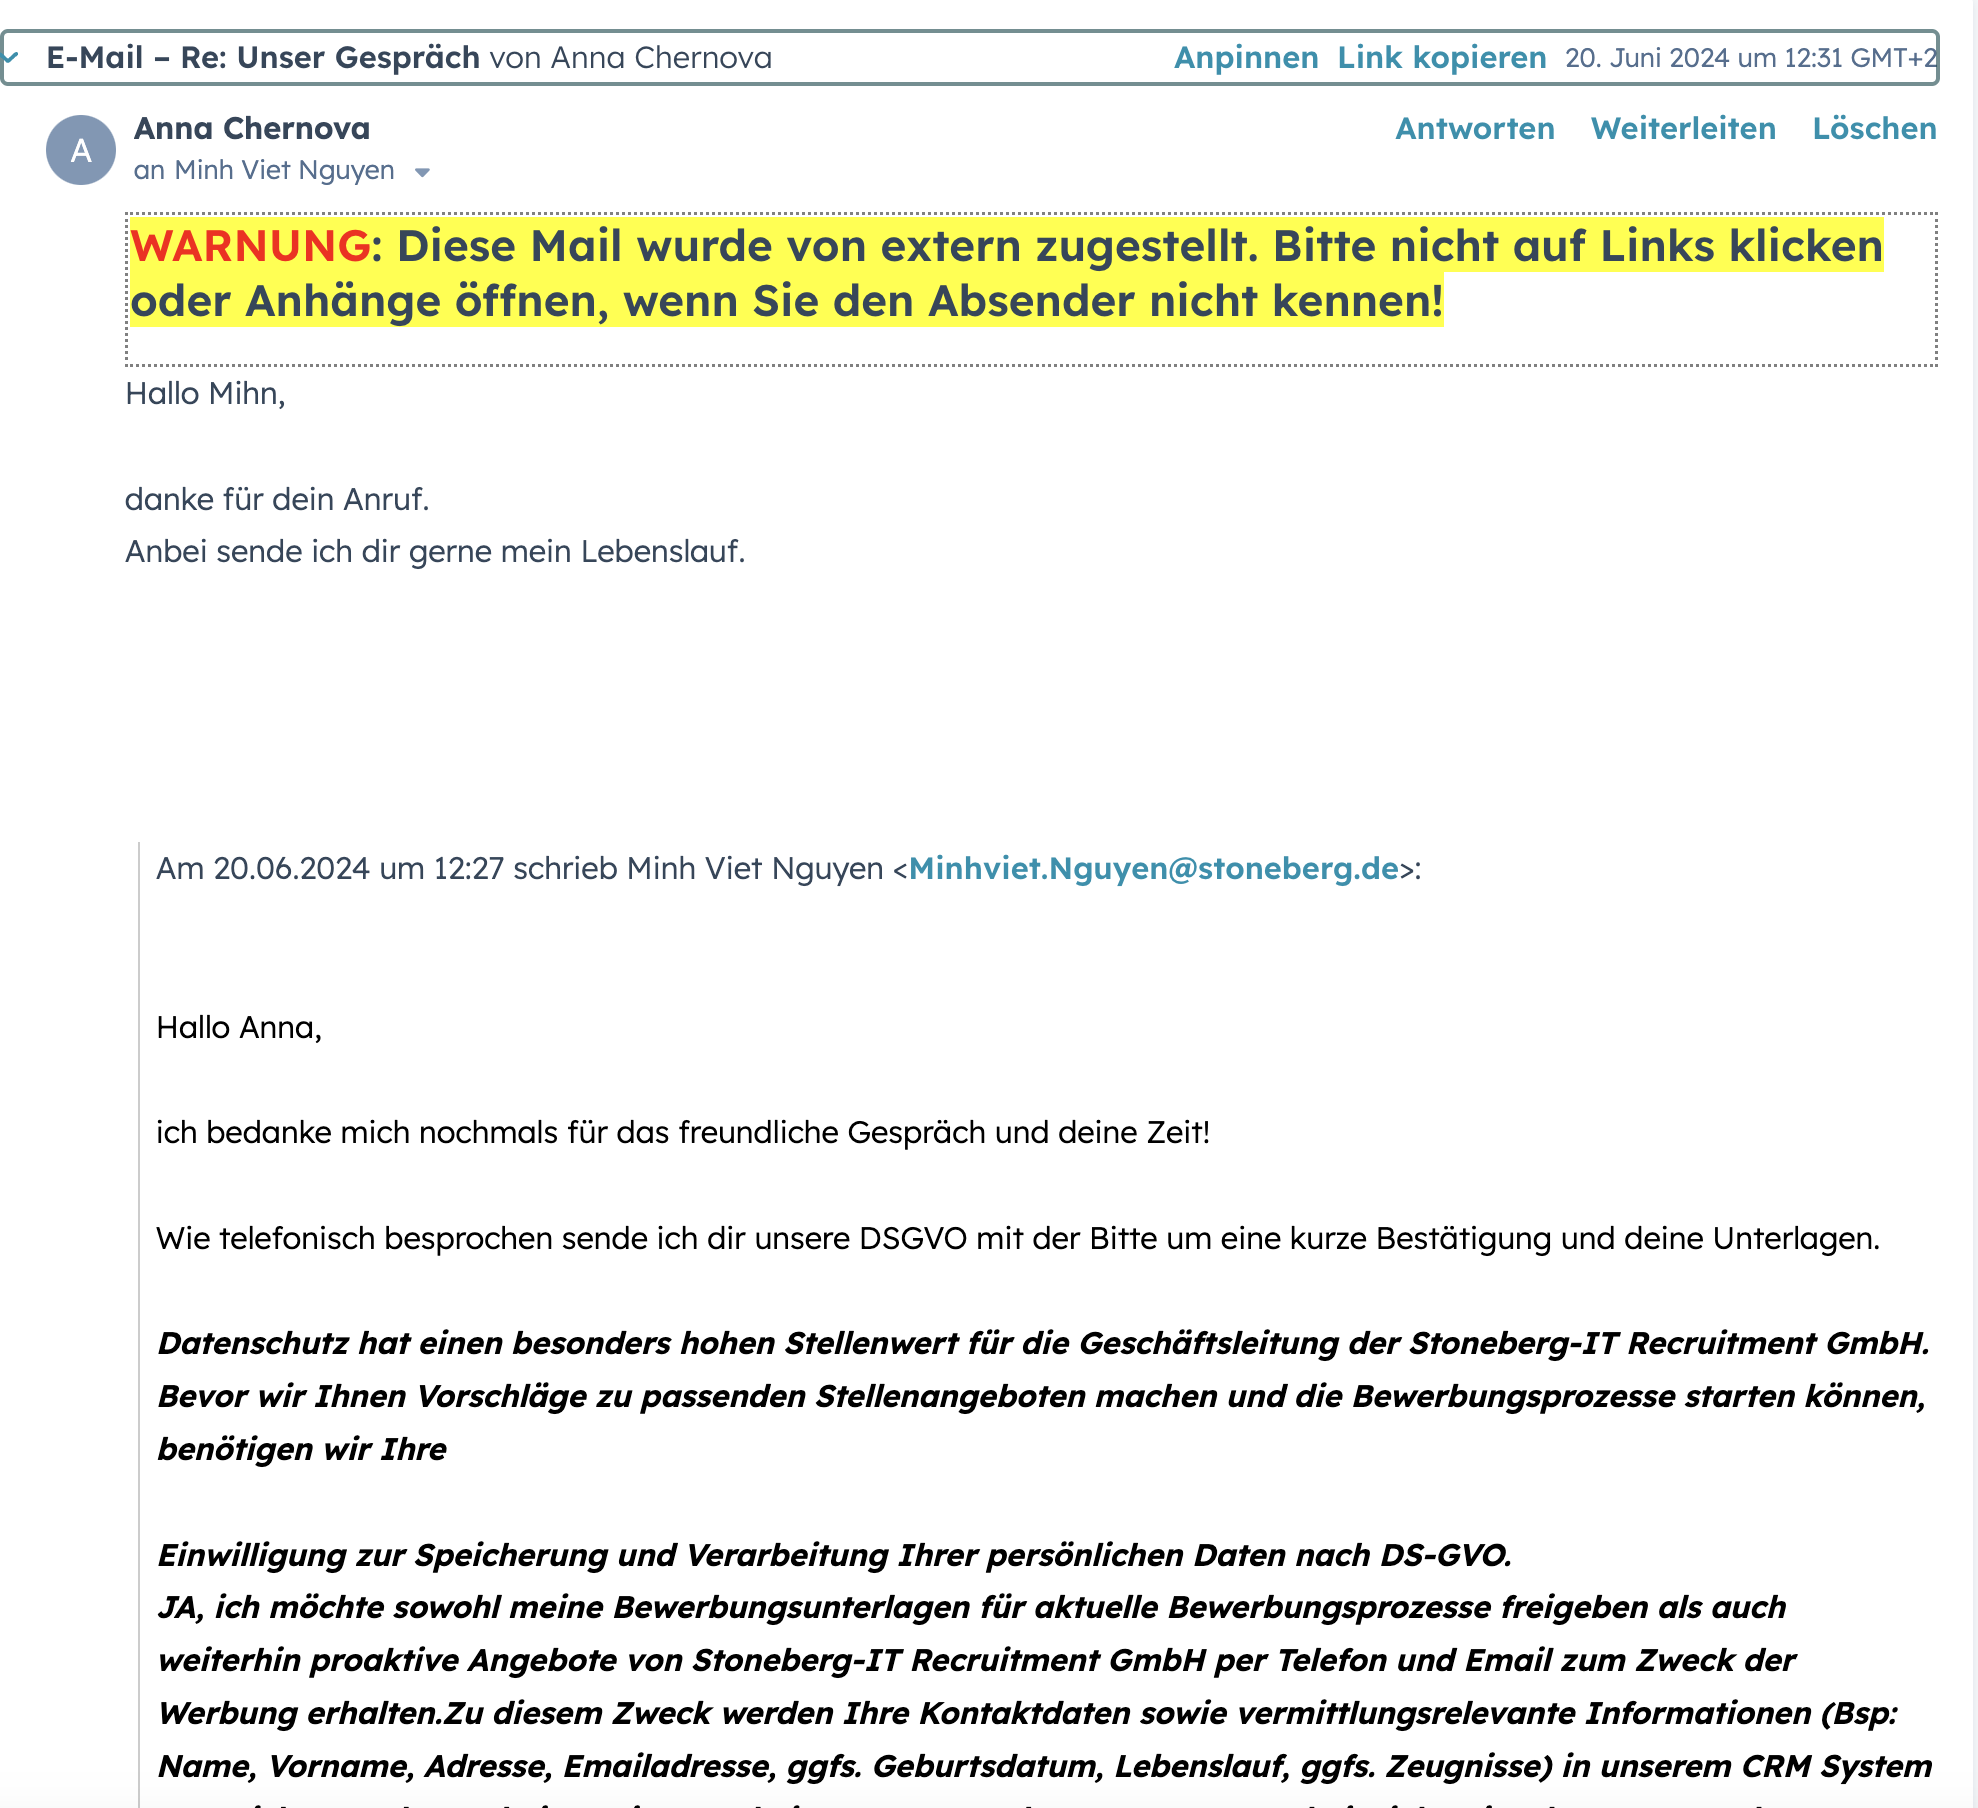 E-Mail – Re: Unser Gespräch von Anna Chernova
Anpinnen Link kopieren 20. Juni 2024 um 12:31 GMT+2
A
Anna Chernova
Antworten Weiterleiten Löschen
an Minh Viet Nguyen
WARNUNG: Diese Mail wurde von extern zugestellt. Bitte nicht auf Links klicken
oder Anhänge öffnen, wenn Sie den Absender nicht kennen!
Hallo Mihn,
danke für dein Anruf.
Anbei sende ich dir gerne mein Lebenslauf.
Am 20.06.2024 um 12:27 schrieb Minh Viet Nguyen <Minhviet.Nguyen@stoneberg.de>:
Hallo Anna,
ich bedanke mich nochmals für das freundliche Gespräch und deine Zeit!
Wie telefonisch besprochen sende ich dir unsere DSGVO mit der Bitte um eine kurze Bestätigung und deine Unterlagen.
Datenschutz hat einen besonders hohen Stellenwert für die Geschäftsleitung der Stoneberg-IT Recruitment GmbH.
Bevor wir Ihnen Vorschläge zu passenden Stellenangeboten machen und die Bewerbungsprozesse starten können,
benötigen wir Ihre
Einwilligung zur Speicherung und Verarbeitung Ihrer persönlichen Daten nach DS-GVO.
JA, ich möchte sowohl meine Bewerbungsunterlagen für aktuelle Bewerbungsprozesse freigeben als auch
weiterhin proaktive Angebote von Stoneberg-IT Recruitment GmbH per Telefon und Email zum Zweck der
Werbung erhalten.Zu diesem Zweck werden Ihre Kontaktdaten sowie vermittlungsrelevante Informationen (Bsp:
Name, Vorname, Adresse, Emailadresse, ggfs. Geburtsdatum, Lebenslauf, ggfs. Zeugnisse) in unserem CRM System